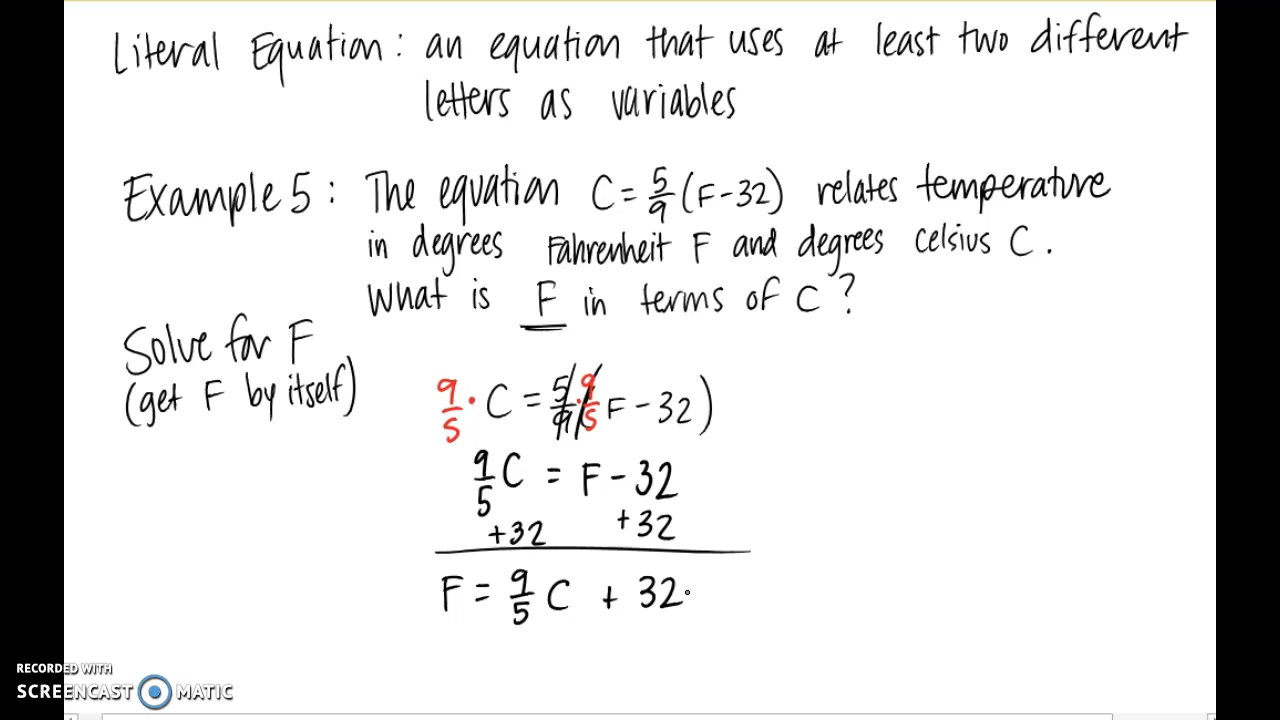 Literal Equation: an equation that uses at least two different
letters as variables
Example 5: The equation C = 5/9 (F - 32) relates temperature
in degrees Fahrenheit F and degrees Celsius C.
What is F in terms of C?
Solve for F
(get F by itself)
9/5 · C = 5/9 · 9/5 (F - 32)
9/5 C = F - 32
+32 +32
F = 9/5 C + 32
RECORDED WITH
SCREENCAST MATIC